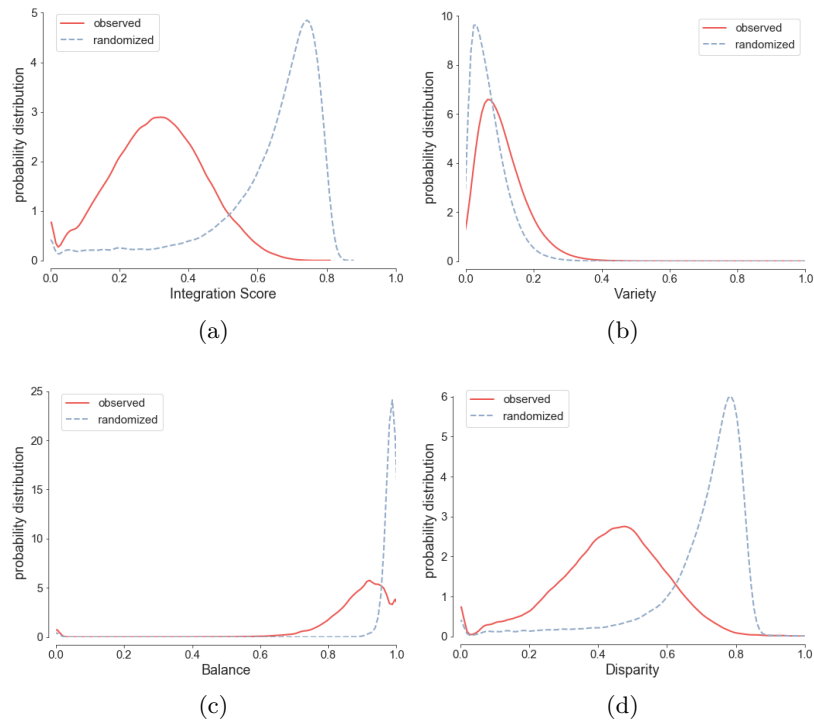 observed
randomized
probability distribution
5
4
3
2
1
0
0.0 0.2 0.4 0.6 0.8 1.0
Integration Score
(a)
observed
randomized
probability distribution
10
8
6
4
2
0
0.0 0.2 0.4 0.6 0.8 1.0
Variety
(b)
observed
randomized
probability distribution
25
20
15
10
5
0
0.0 0.2 0.4 0.6 0.8 1.0
Balance
(c)
observed
randomized
probability distribution
6
5
4
3
2
1
0
0.0 0.2 0.4 0.6 0.8 1.0
Disparity
(d)